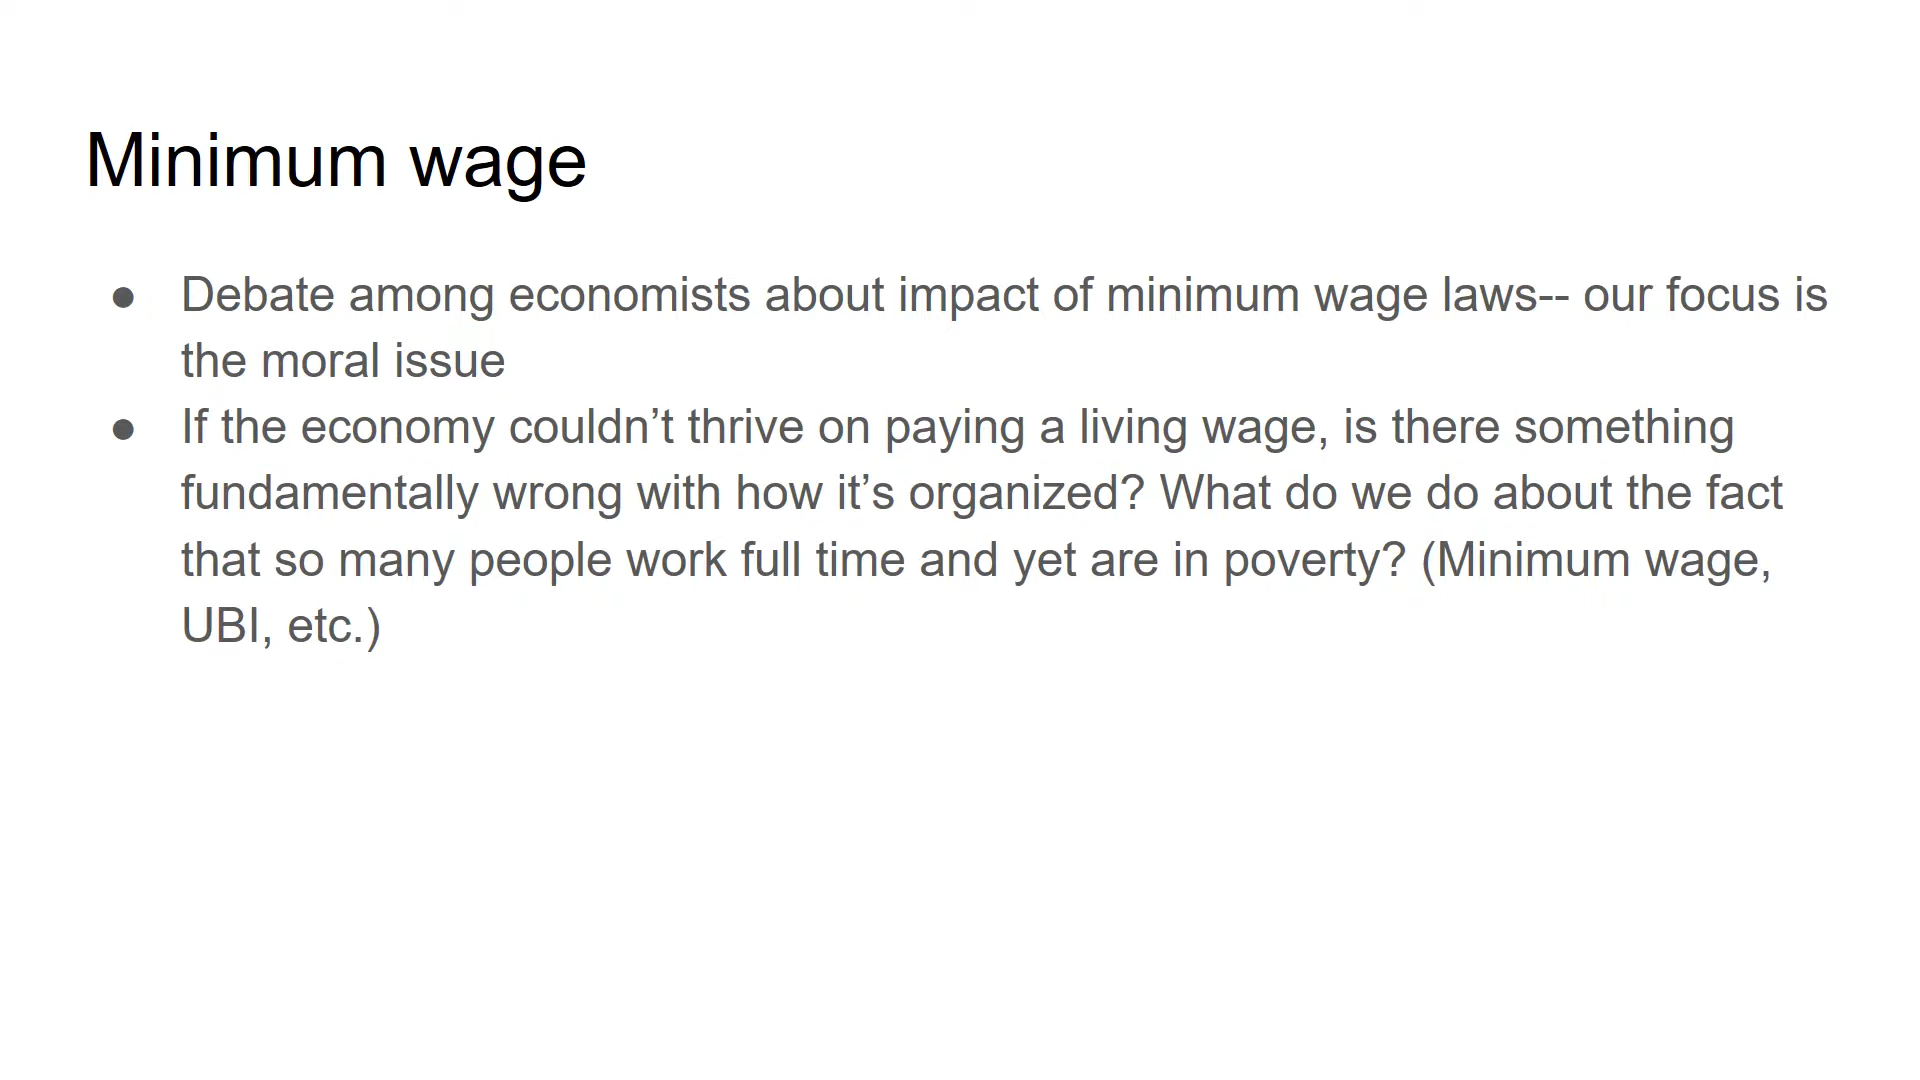 Minimum wage
● Debate among economists about impact of minimum wage laws-- our focus is
the moral issue
● If the economy couldn’t thrive on paying a living wage, is there something
fundamentally wrong with how it’s organized? What do we do about the fact
that so many people work full time and yet are in poverty? (Minimum wage,
UBI, etc.)